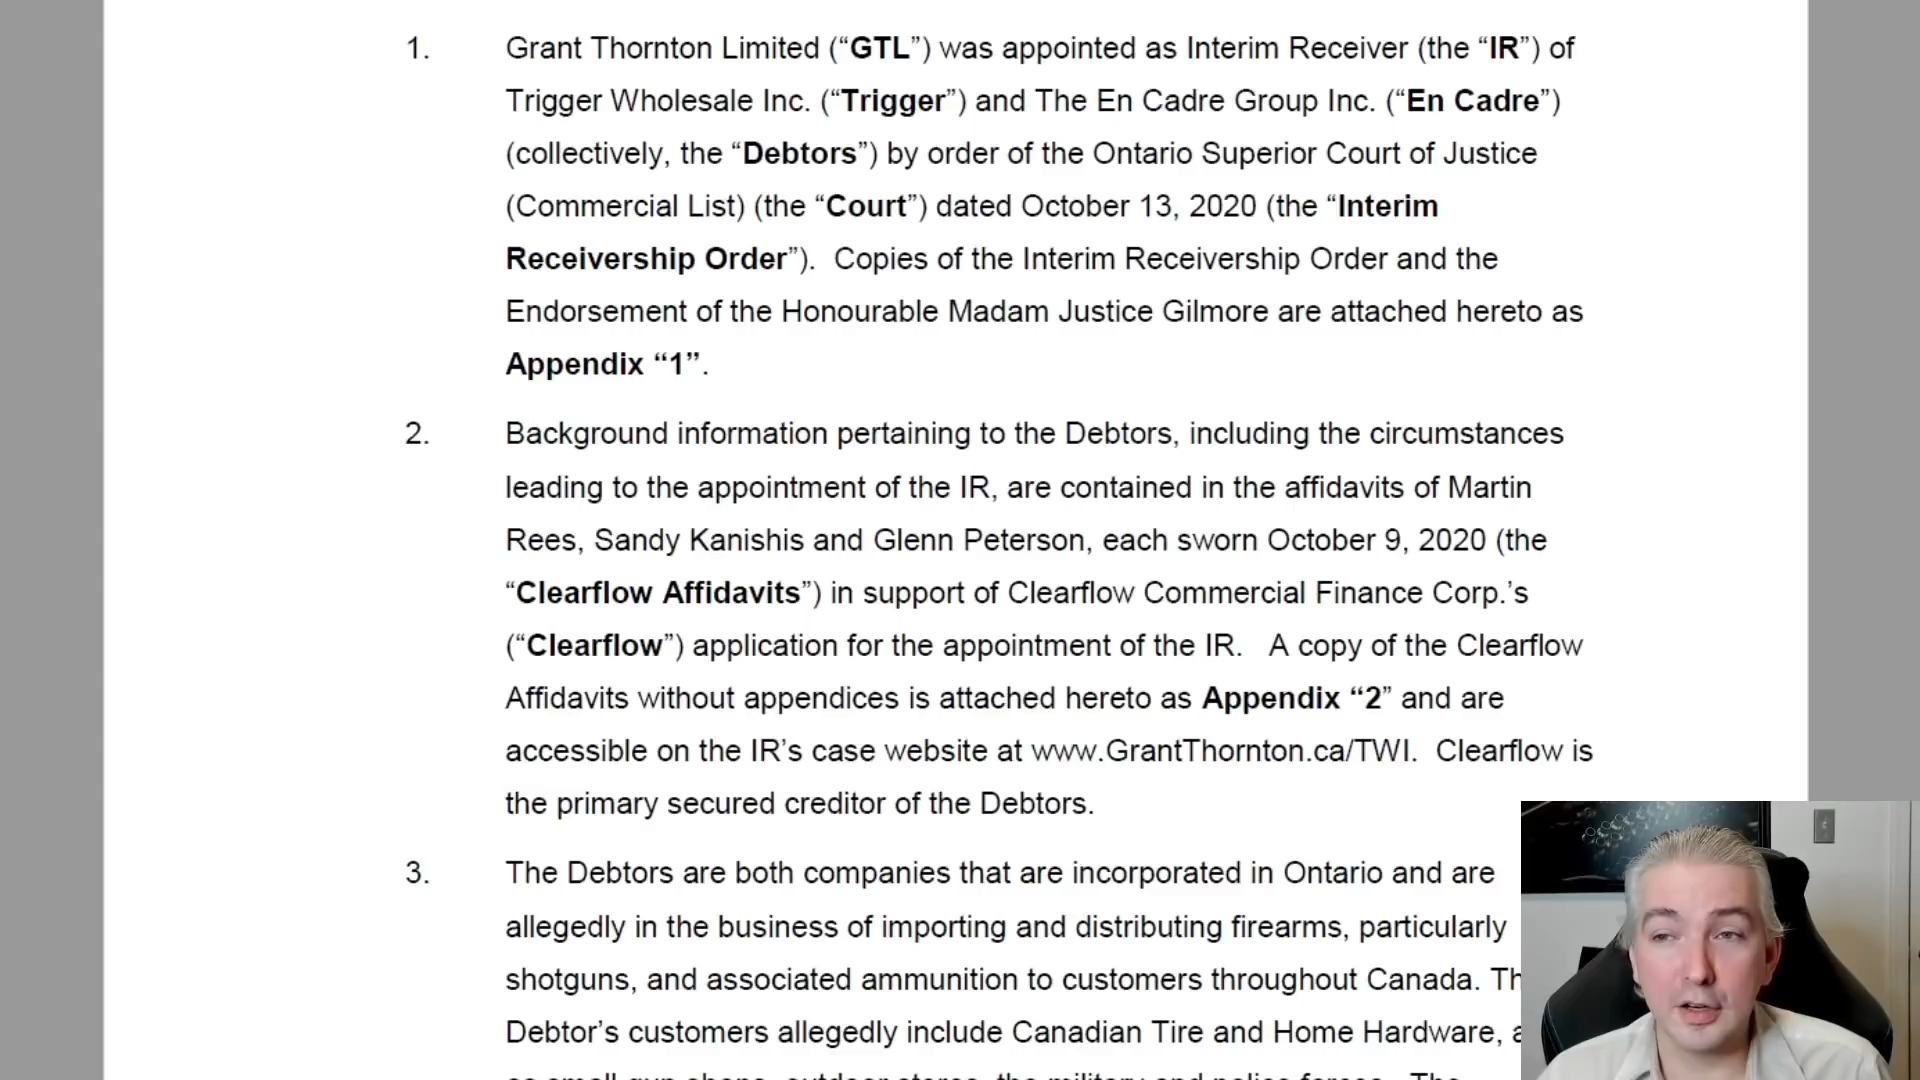 1. Grant Thornton Limited (“GTL”) was appointed as Interim Receiver (the “IR”) of
Trigger Wholesale Inc. (“Trigger”) and The En Cadre Group Inc. (“En Cadre”)
(collectively, the “Debtors”) by order of the Ontario Superior Court of Justice
(Commercial List) (the “Court”) dated October 13, 2020 (the “Interim
Receivership Order”). Copies of the Interim Receivership Order and the
Endorsement of the Honourable Madam Justice Gilmore are attached hereto as
Appendix “1”.
2. Background information pertaining to the Debtors, including the circumstances
leading to the appointment of the IR, are contained in the affidavits of Martin
Rees, Sandy Kanishis and Glenn Peterson, each sworn October 9, 2020 (the
“Clearflow Affidavits”) in support of Clearflow Commercial Finance Corp.’s
(“Clearflow”) application for the appointment of the IR. A copy of the Clearflow
Affidavits without appendices is attached hereto as Appendix “2” and are
accessible on the IR’s case website at www.GrantThornton.ca/TWI. Clearflow is
the primary secured creditor of the Debtors.
3. The Debtors are both companies that are incorporated in Ontario and are
allegedly in the business of importing and distributing firearms, particularly
shotguns, and associated ammunition to customers throughout Canada. Th
Debtor’s customers allegedly include Canadian Tire and Home Hardware, a